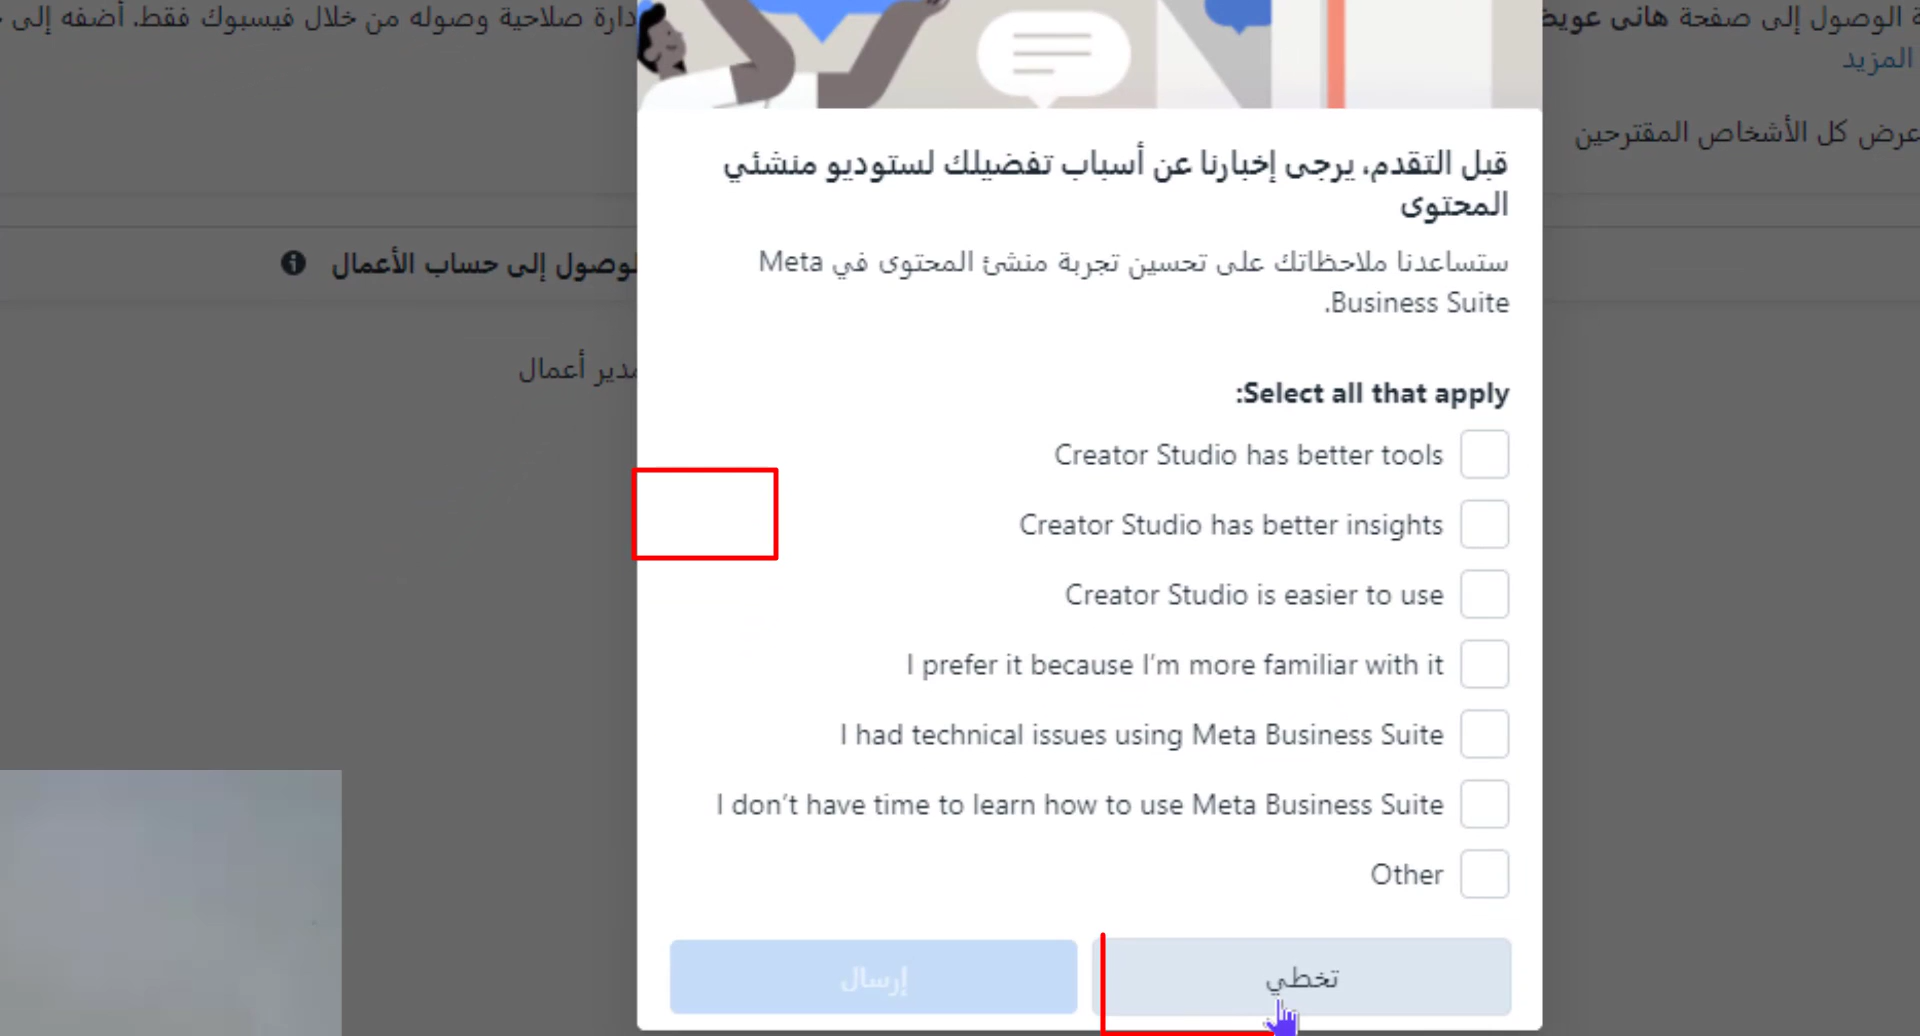 ة الوصول إلى صفحة هانى عويض
المزيد
عرض كل الأشخاص المقترحين
دارة صلاحية وصوله من خلال فيسبوك فقط. أضفه إلى
قبل التقدم، يرجى إخبارنا عن أسباب تفضيلك لستوديو منشئي
المحتوى
ستساعدنا ملاحظاتك على تحسين تجربة منشئ المحتوى في Meta
Business Suite.
Select all that apply:
Creator Studio has better tools
Creator Studio has better insights
Creator Studio is easier to use
I prefer it because I'm more familiar with it
I had technical issues using Meta Business Suite
I don't have time to learn how to use Meta Business Suite
Other
تخطي
إرسال
لوصول إلى حساب الأعمال
مدير أعمال